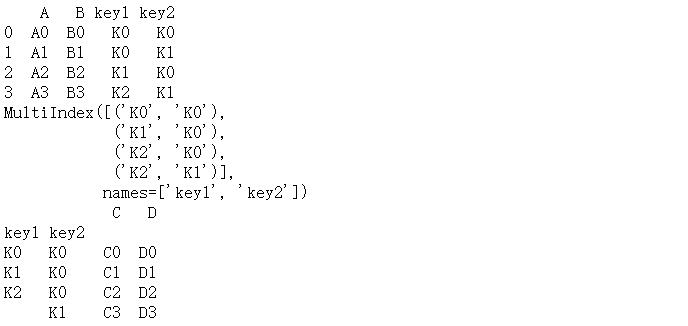 A   B key1 key2
0  A0  B0   K0   K0
1  A1  B1   K0   K1
2  A2  B2   K1   K0
3  A3  B3   K2   K1
MultiIndex([('K0', 'K0'),
            ('K1', 'K0'),
            ('K2', 'K0'),
            ('K2', 'K1')],
           names=['key1', 'key2'])
            C   D
key1 key2
K0   K0    C0  D0
K1   K0    C1  D1
K2   K0    C2  D2
     K1    C3  D3